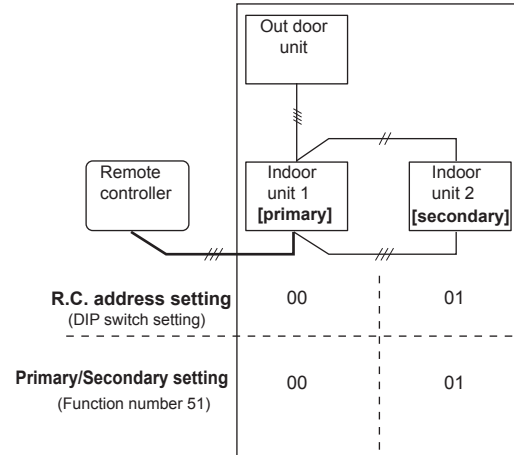 Out door
unit
Remote
controller
Indoor
unit 1
[primary]
Indoor
unit 2
[secondary]
R.C. address setting
(DIP switch setting)
00
01
Primary/Secondary setting
(Function number 51)
00
01